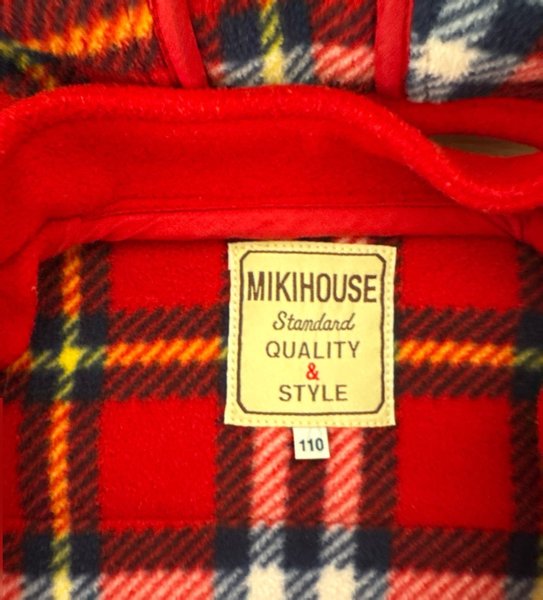 MIKIHOUSE
Standard
QUALITY
&
STYLE
110